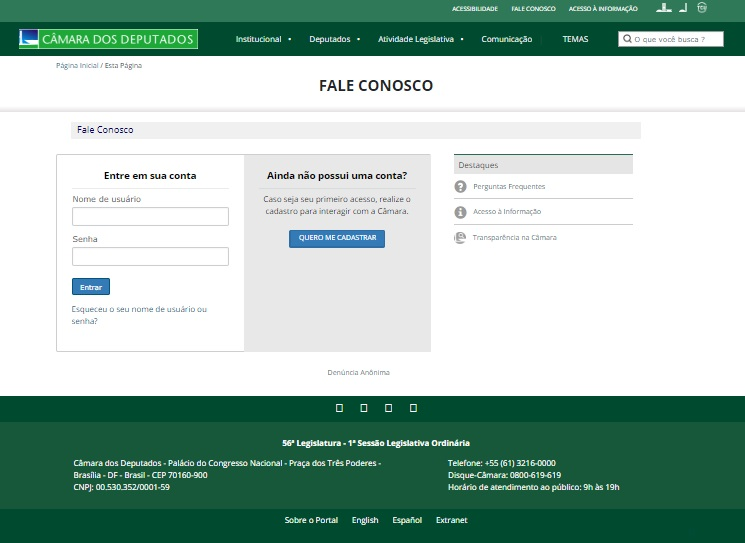 ACESSIBILIDADE FALE CONOSCO ACESSO À INFORMAÇÃO
CÂMARA DOS DEPUTADOS
Institucional • Deputados • Atividade Legislativa • Comunicação TEMAS
O que você busca ?
Página Inicial / Esta Página
FALE CONOSCO
Fale Conosco
Entre em sua conta
Nome de usuário
Senha
Entrar
Esqueceu o seu nome de usuário ou
senha?
Ainda não possui uma conta?
Caso seja seu primeiro acesso, realize o
cadastro para interagir com a Câmara.
QUERO ME CADASTRAR
Destaques
Perguntas Frequentes
Acesso à Informação
Transparência na Câmara
Denúncia Anônima
56ª Legislatura - 1ª Sessão Legislativa Ordinária
Câmara dos Deputados - Palácio do Congresso Nacional - Praça dos Três Poderes -
Brasília - DF - Brasil - CEP 70160-900
CNPJ: 00.530.352/0001-59
Telefone: +55 (61) 3216-0000
Disque-Câmara: 0800-619-619
Horário de atendimento ao público: 9h às 19h
Sobre o Portal English Español Extranet